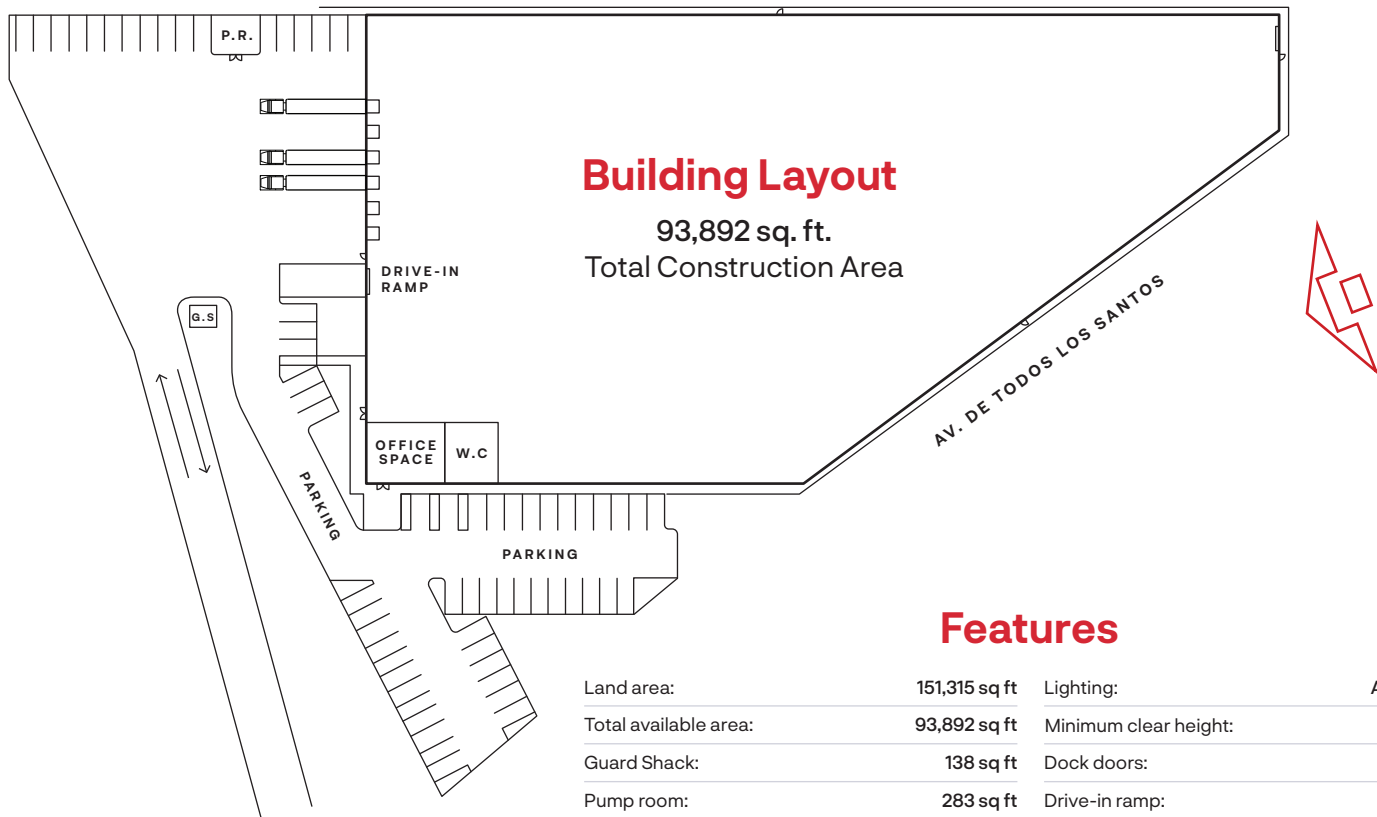 P.R.
Building Layout
93,892 sq. ft.
Total Construction Area
DRIVE-IN
RAMP
G.S
AV. DE TODOS LOS SANTOS
OFFICE
SPACE
W.C
PARKING
PARKING
Features
Land area: 151,315 sq ft Lighting:
Total available area: 93,892 sq ft Minimum clear height:
Guard Shack: 138 sq ft Dock doors:
Pump room: 283 sq ft Drive-in ramp: